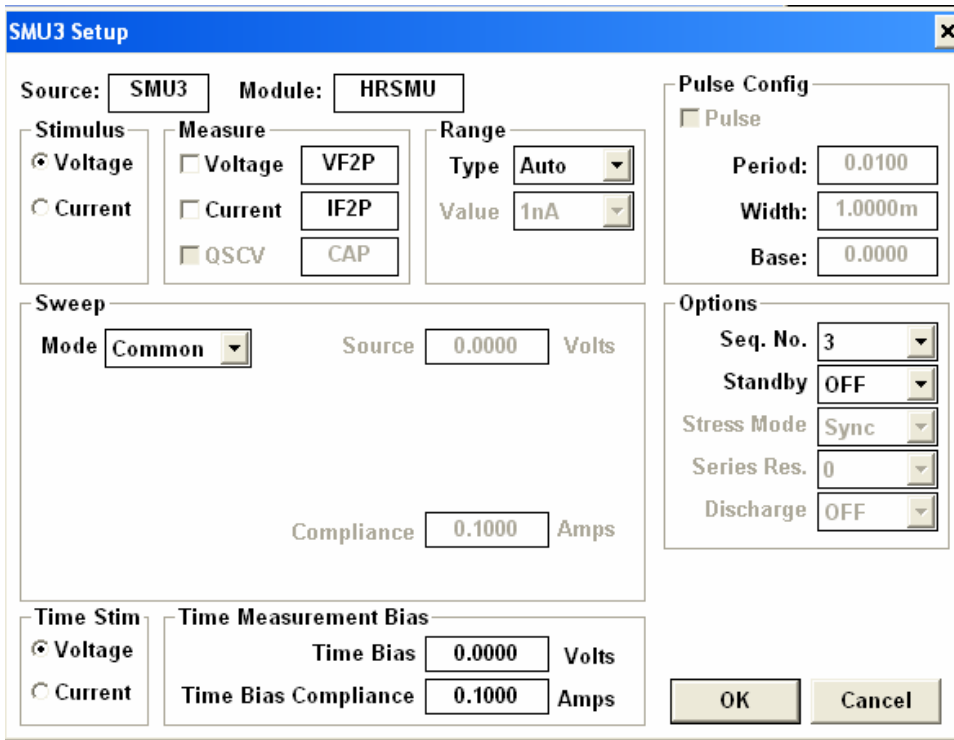 SMU3 Setup
Source: SMU3 Module: HRSMU
Stimulus
Voltage
Current
Measure
Voltage VF2P
Current IF2P
QSCV CAP
Range
Type Auto
Value 1nA
Pulse Config
Pulse
Period: 0.0100
Width: 1.0000m
Base: 0.0000
Sweep
Mode Common Source 0.0000 Volts
Compliance 0.1000 Amps
Options
Seq. No. 3
Standby OFF
Stress Mode Sync
Series Res. 0
Discharge OFF
Time Stim
Voltage
Current
Time Measurement Bias
Time Bias 0.0000 Volts
Time Bias Compliance 0.1000 Amps
OK Cancel